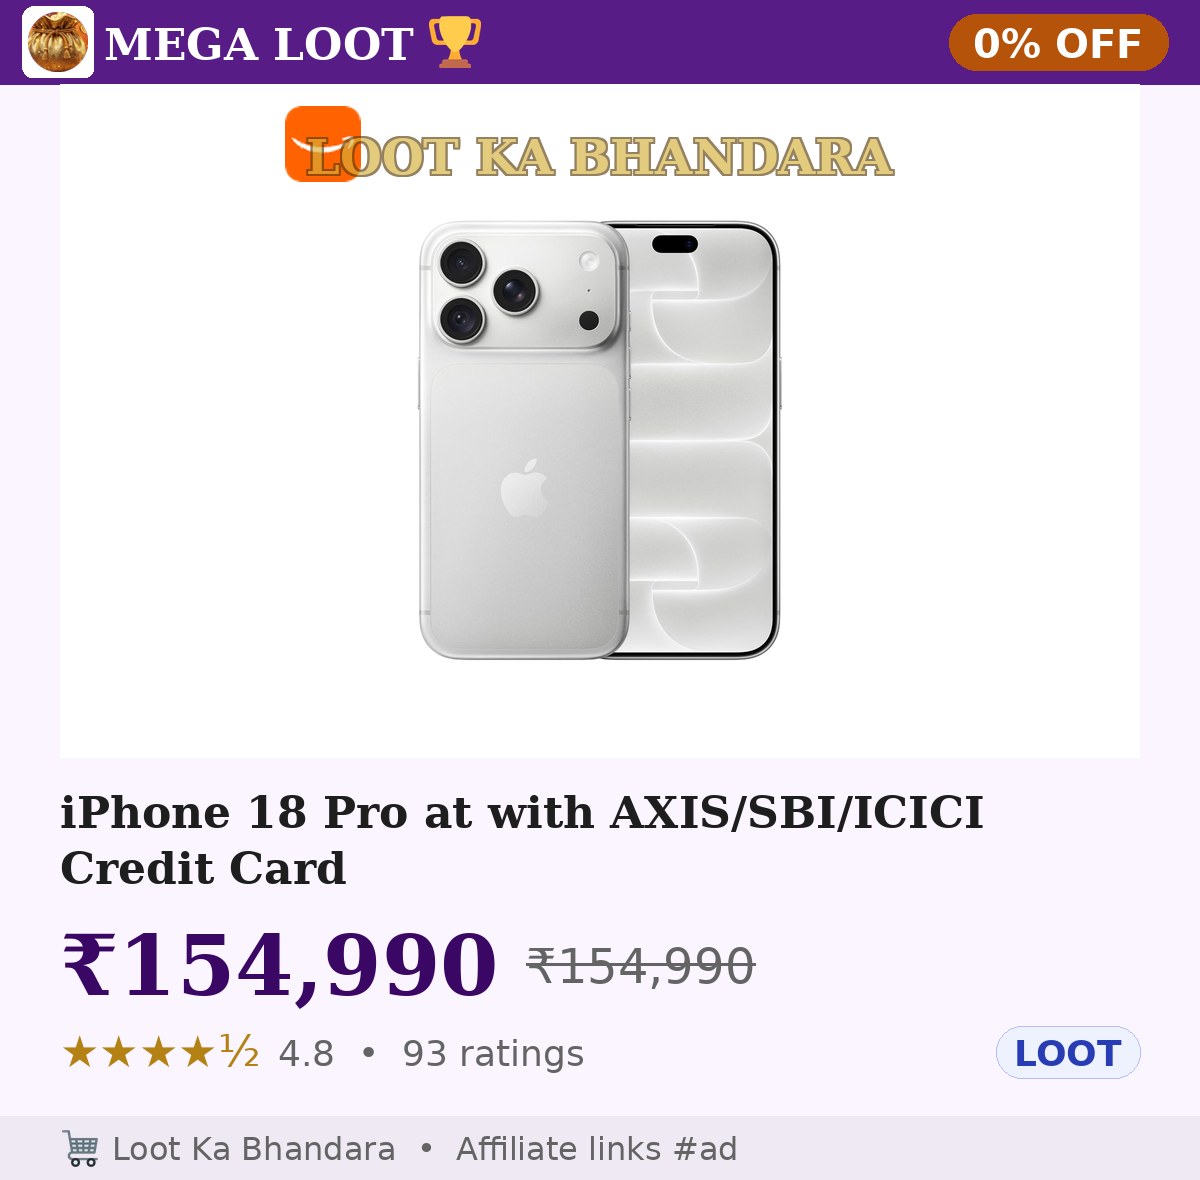 MEGA LOOT
0% OFF
LOOT KA BHANDARA
iPhone 18 Pro at with AXIS/SBI/ICICI
Credit Card
₹154,990 ₹154,990
★★★★½ 4.8 • 93 ratings
LOOT
Loot Ka Bhandara • Affiliate links #ad